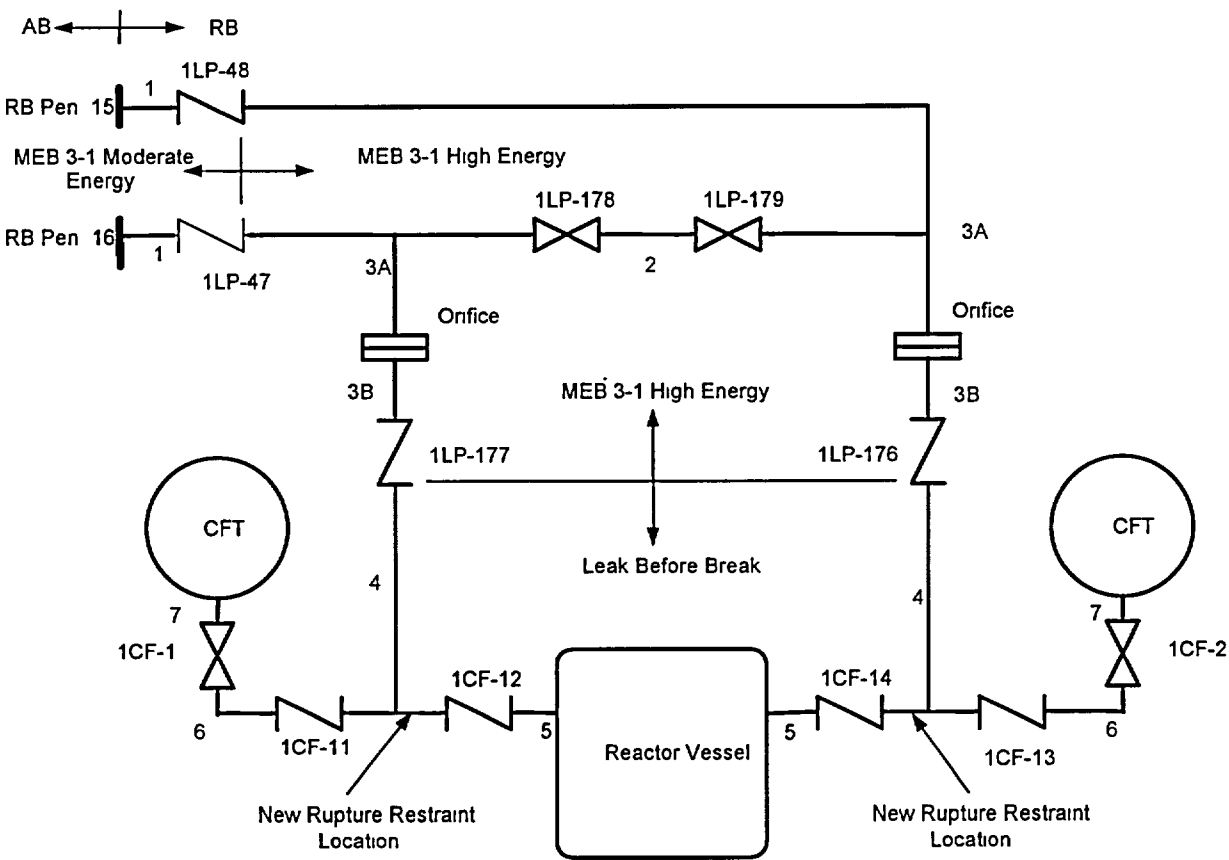 AB
RB
1LP-48
RB Pen 15
1
MEB 3-1 Moderate
Energy
MEB 3-1 High Energy
1LP-178
1LP-179
RB Pen 16
1
1LP-47
2
3A
3A
Orifice
Orifice
3B
3B
MEB 3-1 High Energy
1LP-177
1LP-176
CFT
CFT
Leak Before Break
4
4
7
7
1CF-1
1CF-2
1CF-12
1CF-14
6
1CF-11
5
Reactor Vessel
5
1CF-13
6
New Rupture Restraint
Location
New Rupture Restraint
Location